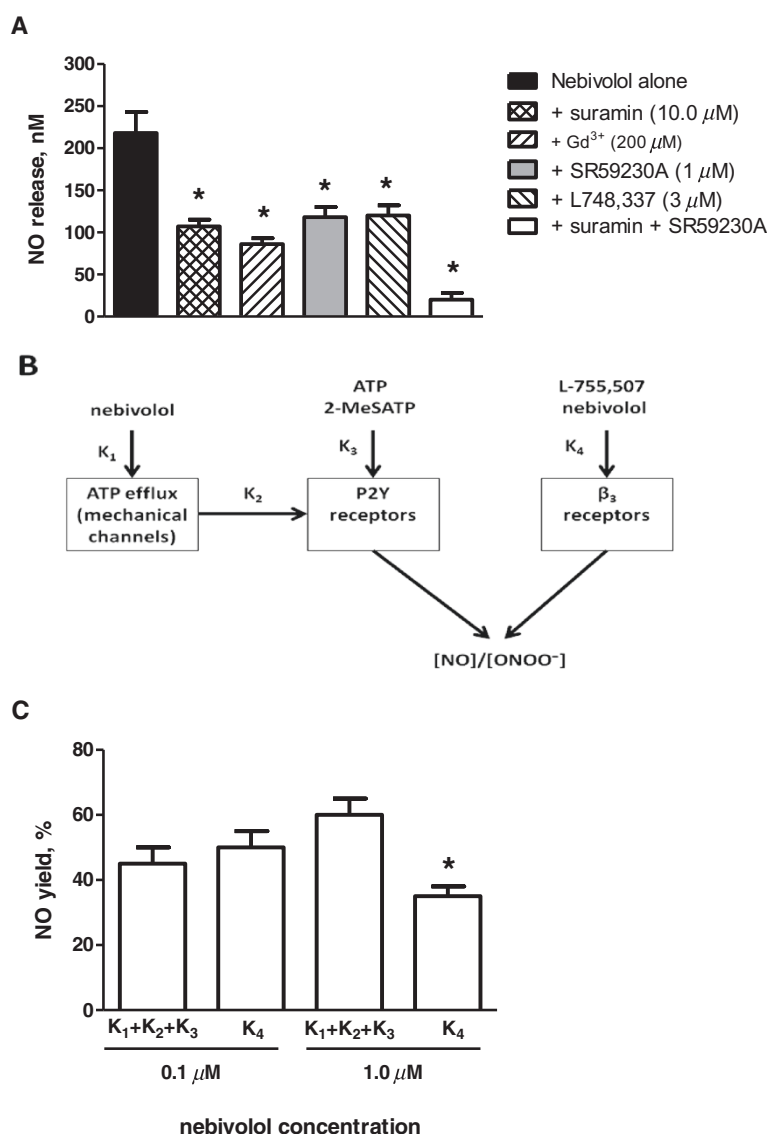 A
300
250
200
150
100
50
0
NO release, nM
*
*
*
*
*
Nebivolol alone
+ suramin (10.0 μM)
+ Gd³⁺ (200 μM)
+ SR59230A (1 μM)
+ L748,337 (3 μM)
+ suramin + SR59230A
B
nebivolol
ATP
2-MeSATP
L-755,507
nebivolol
K₁
K₃
K₄
ATP efflux
(mechanical
channels)
K₂
P2Y
receptors
β₃
receptors
[NO]/[ONOO⁻]
C
80
60
40
20
0
NO yield, %
*
K₁+K₂+K₃ K₄ K₁+K₂+K₃ K₄
0.1 μM 1.0 μM
nebivolol concentration